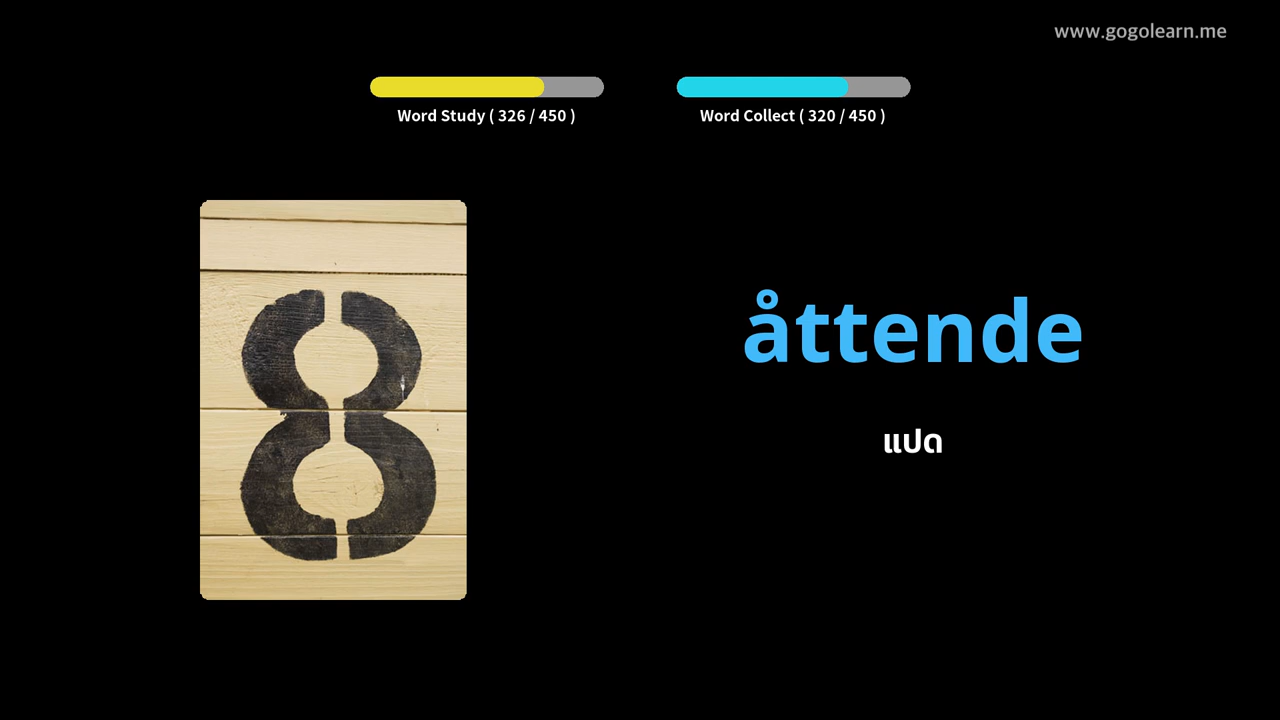 www.gogolearn.me
Word Study ( 326 / 450 )
Word Collect ( 320 / 450 )
8
åttende
แปด